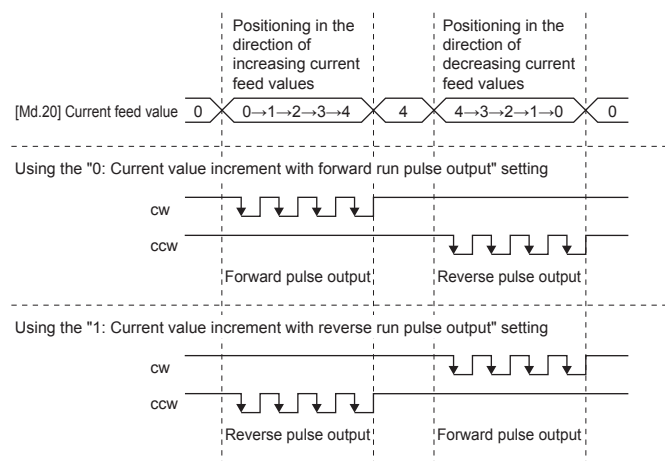 Positioning in the
direction of
increasing current
feed values
Positioning in the
direction of
decreasing current
feed values
[Md.20] Current feed value 0 0→1→2→3→4 4 4→3→2→1→0 0
Using the "0: Current value increment with forward run pulse output" setting
cw
ccw
Forward pulse output Reverse pulse output
Using the "1: Current value increment with reverse run pulse output" setting
cw
ccw
Reverse pulse output Forward pulse output